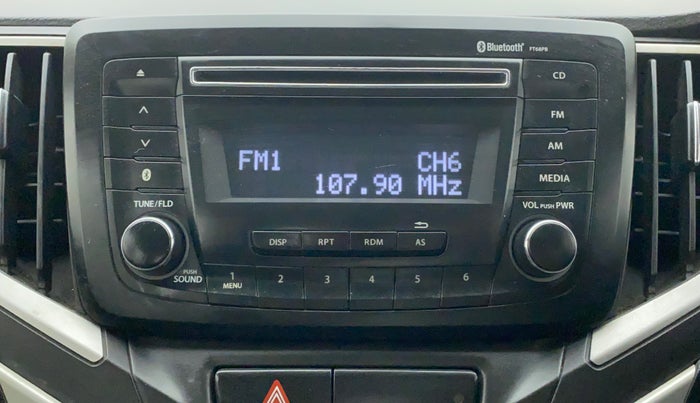 Bluetooth FT68PB
CD
FM
FM1 CH6
AM
107.90 MHz
MEDIA
TUNE/FLD
VOL PUSH PWR
DISP RPT RDM AS
PUSH
SOUND
1 2 3 4 5 6
MENU